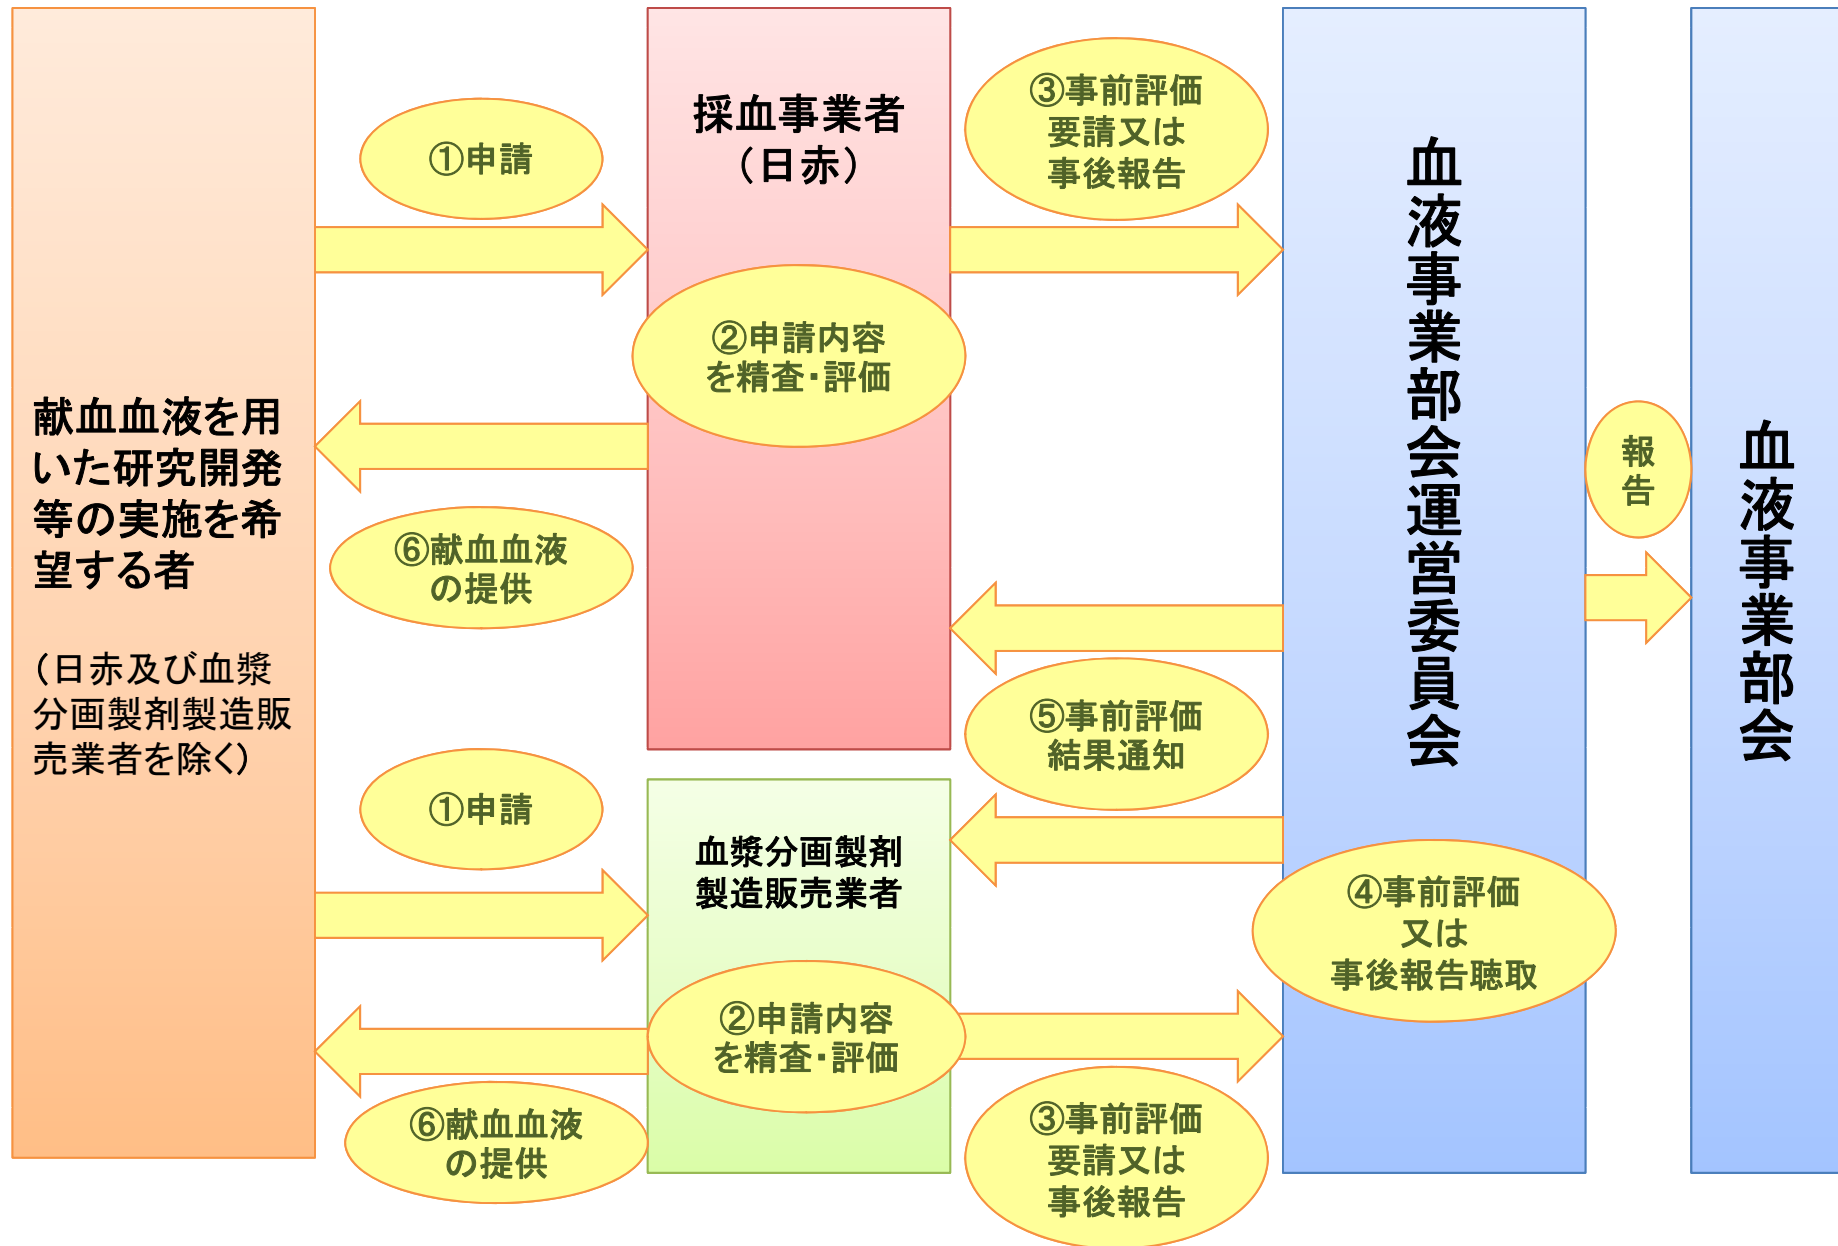 献血血液を用
いた研究開発
等の実施を希
望する者
（日赤及び血漿
分画製剤製造販
売業者を除く）
①申請
採血事業者
（日赤）
②申請内容
を精査・評価
③事前評価
要請又は
事後報告
⑥献血血液
の提供
⑤事前評価
結果通知
①申請
血漿分画製剤
製造販売業者
②申請内容
を精査・評価
⑥献血血液
の提供
③事前評価
要請又は
事後報告
血液事業部会運営委員会
④事前評価
又は
事後報告聴取
報
告
血液事業部会